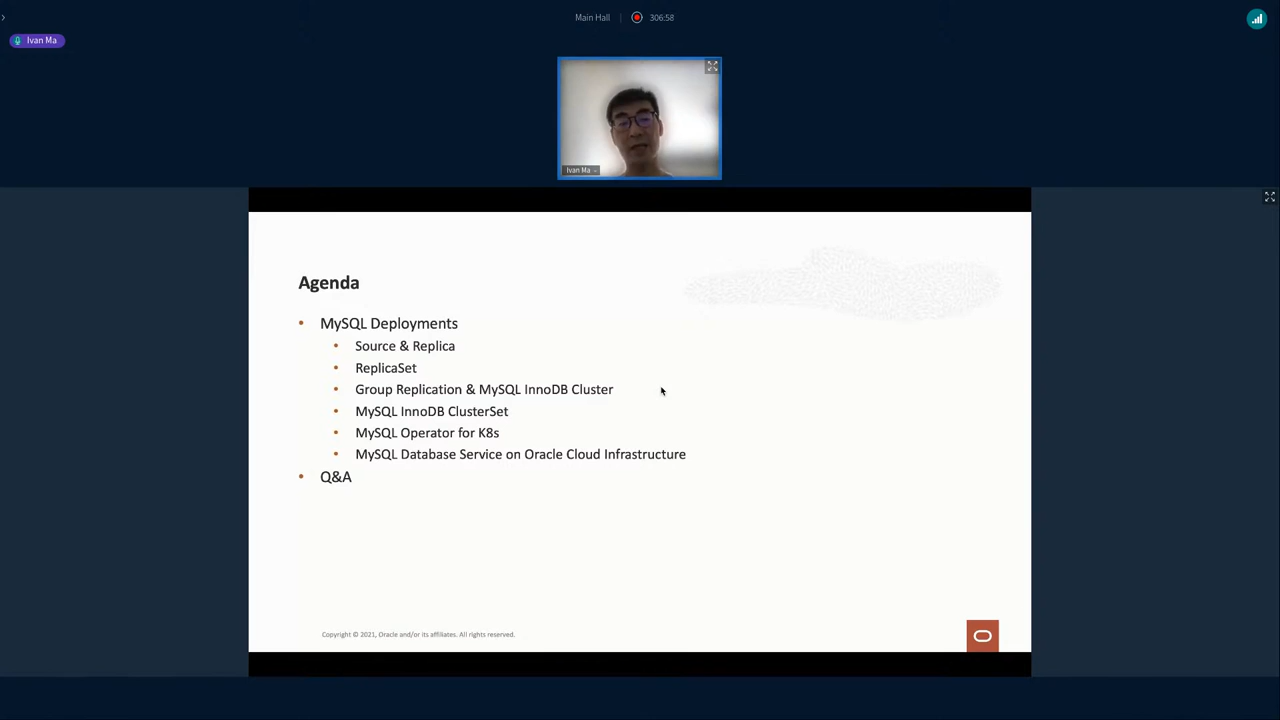 Main Hall
306:58
Ivan Ma
Ivan Ma
Agenda
• MySQL Deployments
• Source & Replica
• ReplicaSet
• Group Replication & MySQL InnoDB Cluster
• MySQL InnoDB ClusterSet
• MySQL Operator for K8s
• MySQL Database Service on Oracle Cloud Infrastructure
• Q&A
Copyright © 2021, Oracle and/or its affiliates. All rights reserved.